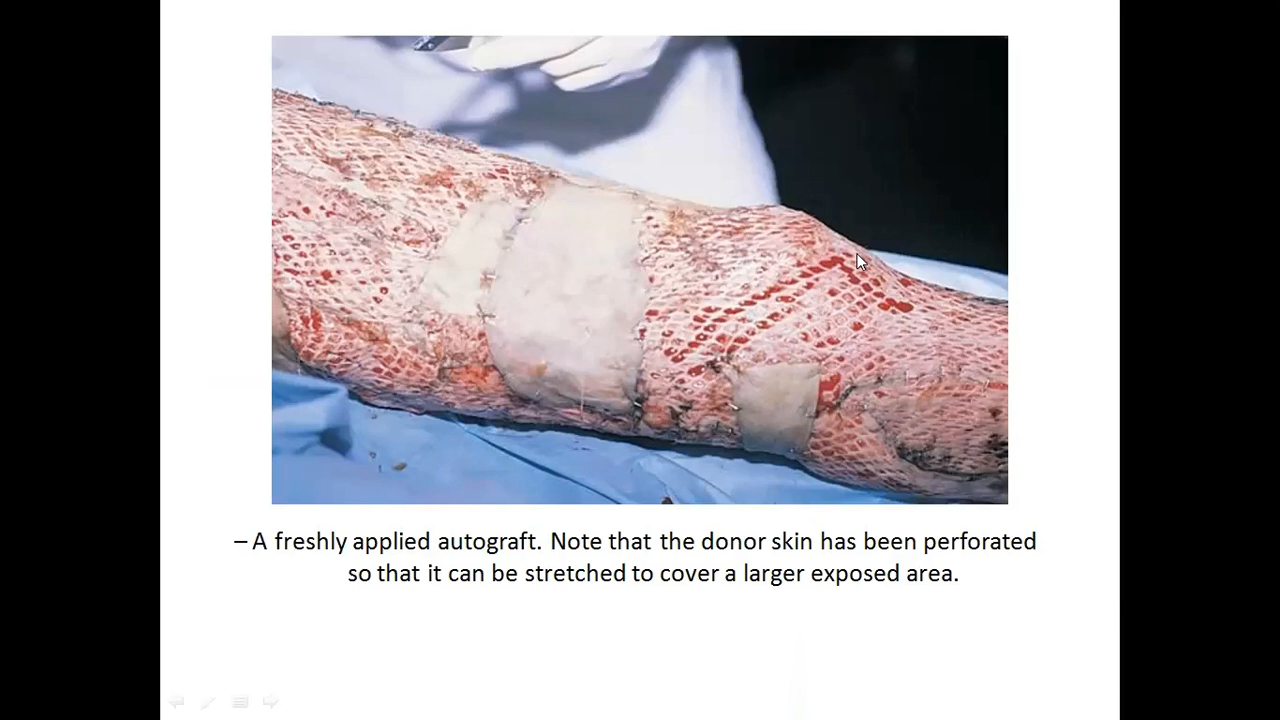 – A freshly applied autograft. Note that the donor skin has been perforated
so that it can be stretched to cover a larger exposed area.